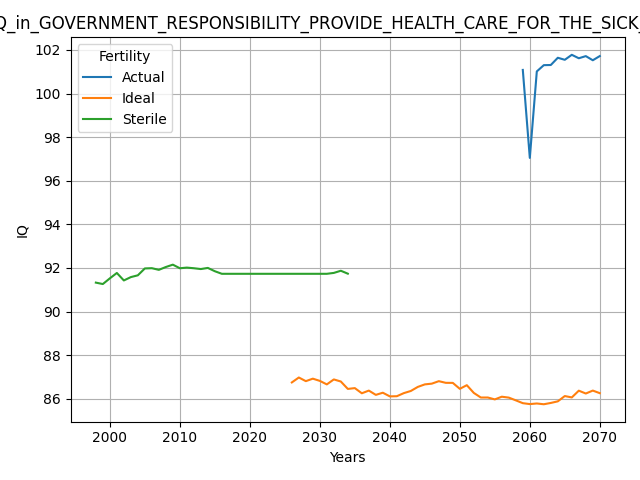 Q_in_GOVERNMENT_RESPONSIBILITY_PROVIDE_HEALTH_CARE_FOR_THE_SICK_
Fertility
Actual
Ideal
Sterile
102
100
98
96
94
92
90
88
86
IQ
2000
2010
2020
2030
2040
2050
2060
2070
Years